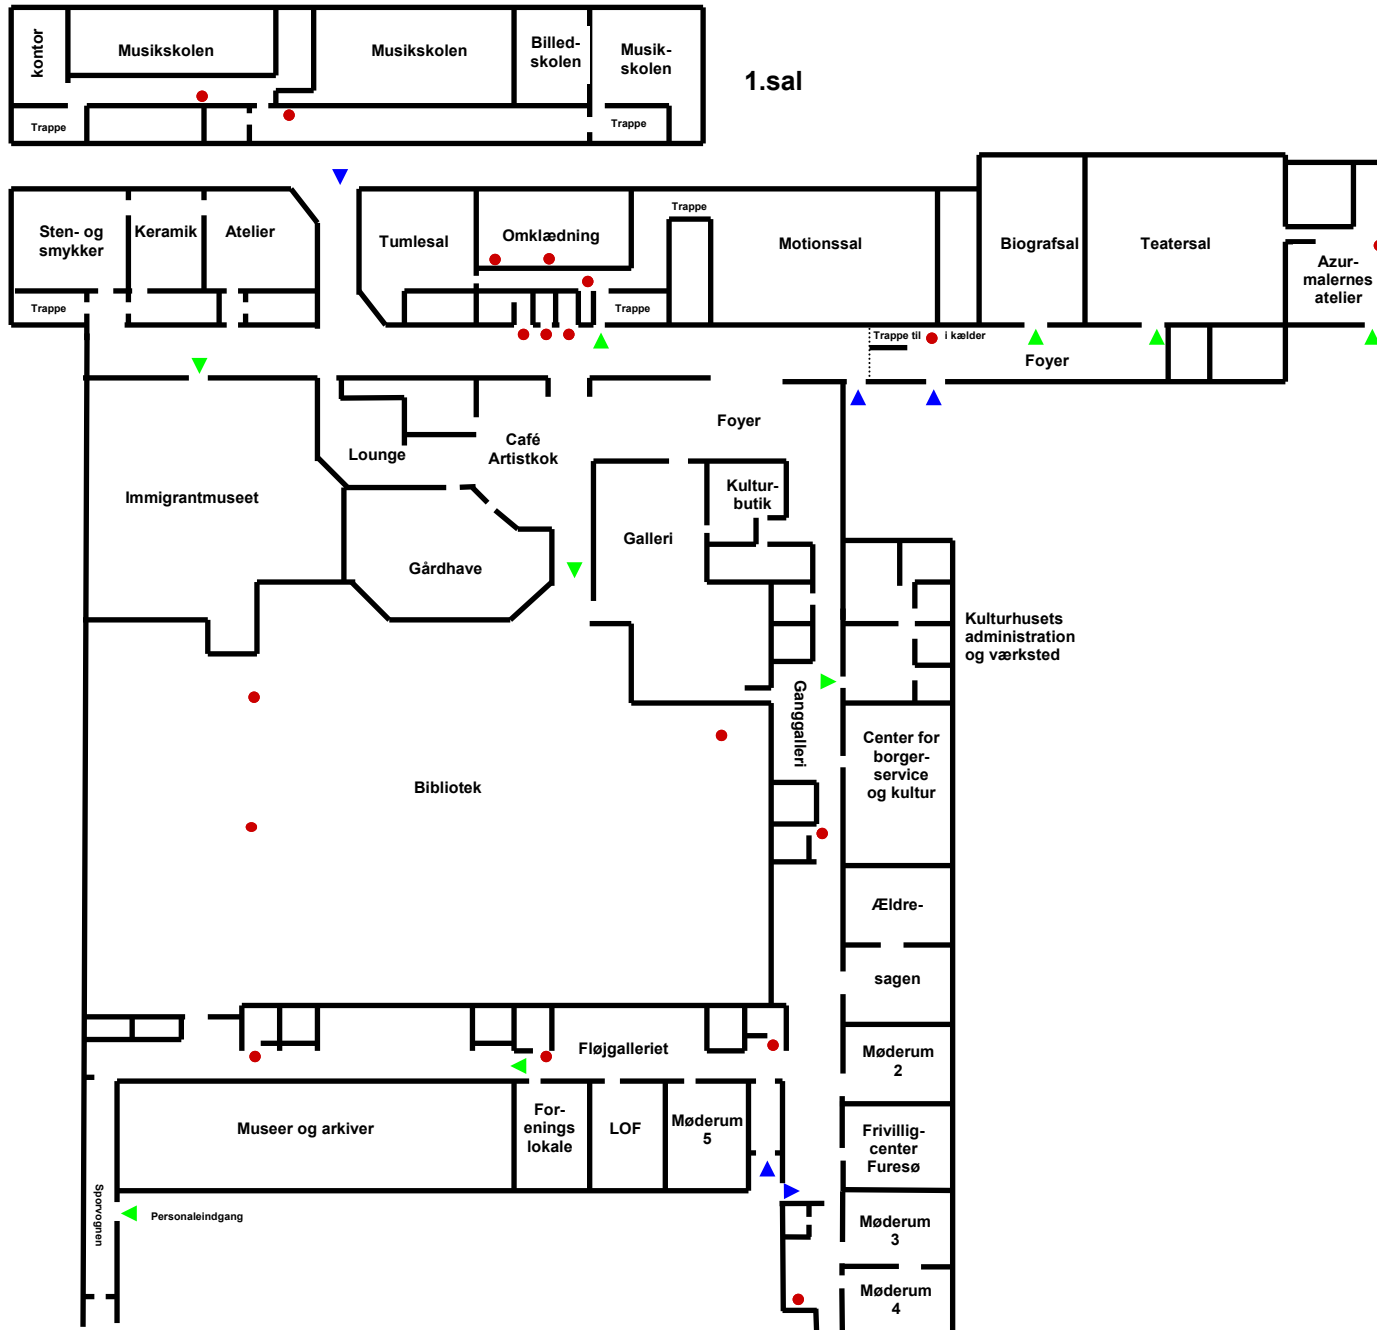 kontor
Musikskolen
Musikskolen
Billed-
skolen
Musik-
skolen
1.sal
Trappe
Trappe
Sten- og
smykker
Keramik
Atelier
Tumlesal
Omklædning
Trappe
Motionssal
Biografsal
Teatersal
Azur-
malernes
atelier
Trappe
Trappe
Trappe til
i kælder
Foyer
Foyer
Lounge
Café
Artistkok
Immigrantmuseet
Kultur-
butik
Galleri
Gårdhave
Kulturhusets
administration
og værksted
Ganggalleri
Center for
borger-
service
og kultur
Bibliotek
Ældre-
sagen
Fløjgalleriet
Møderum
2
Museer og arkiver
For-
enings
lokale
LOF
Møderum
5
Frivillig-
center
Furesø
Sporvognen
Personaleindgang
Møderum
3
Møderum
4